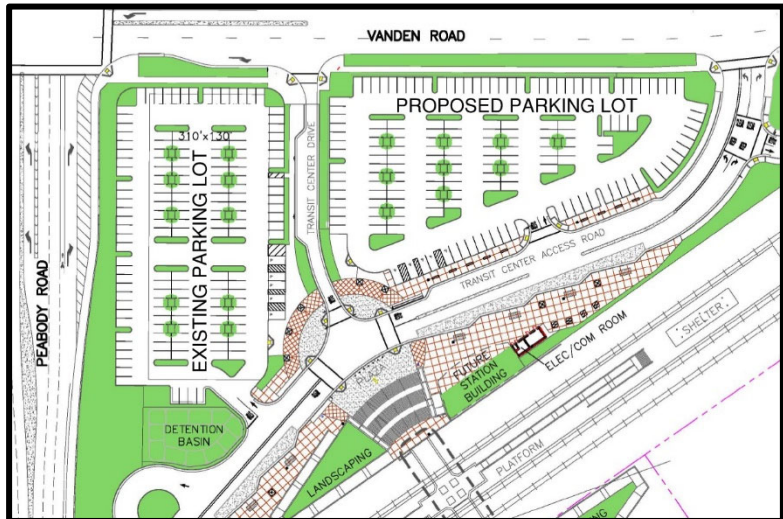 VANDEN ROAD
PROPOSED PARKING LOT
310'x130'
EXISTING PARKING LOT
TRANSIT CENTER DRIVE
PEABODY ROAD
TRANSIT CENTER ACCESS ROAD
SHELTER
ELEC/COM ROOM
FUTURE
STATION
BUILDING
PLAZA
DETENTION
BASIN
LANDSCAPING
PLATFORM